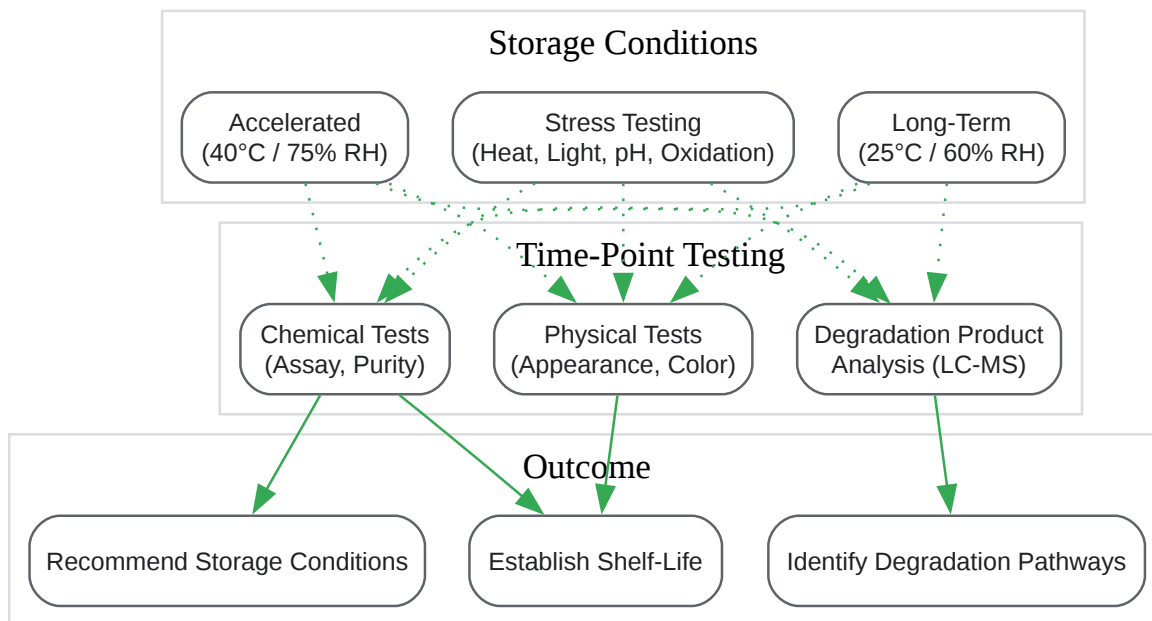 Storage Conditions
Accelerated
(40°C / 75% RH)
Stress Testing
(Heat, Light, pH, Oxidation)
Long-Term
(25°C / 60% RH)
Time-Point Testing
Chemical Tests
(Assay, Purity)
Physical Tests
(Appearance, Color)
Degradation Product
Analysis (LC-MS)
Outcome
Recommend Storage Conditions
Establish Shelf-Life
Identify Degradation Pathways